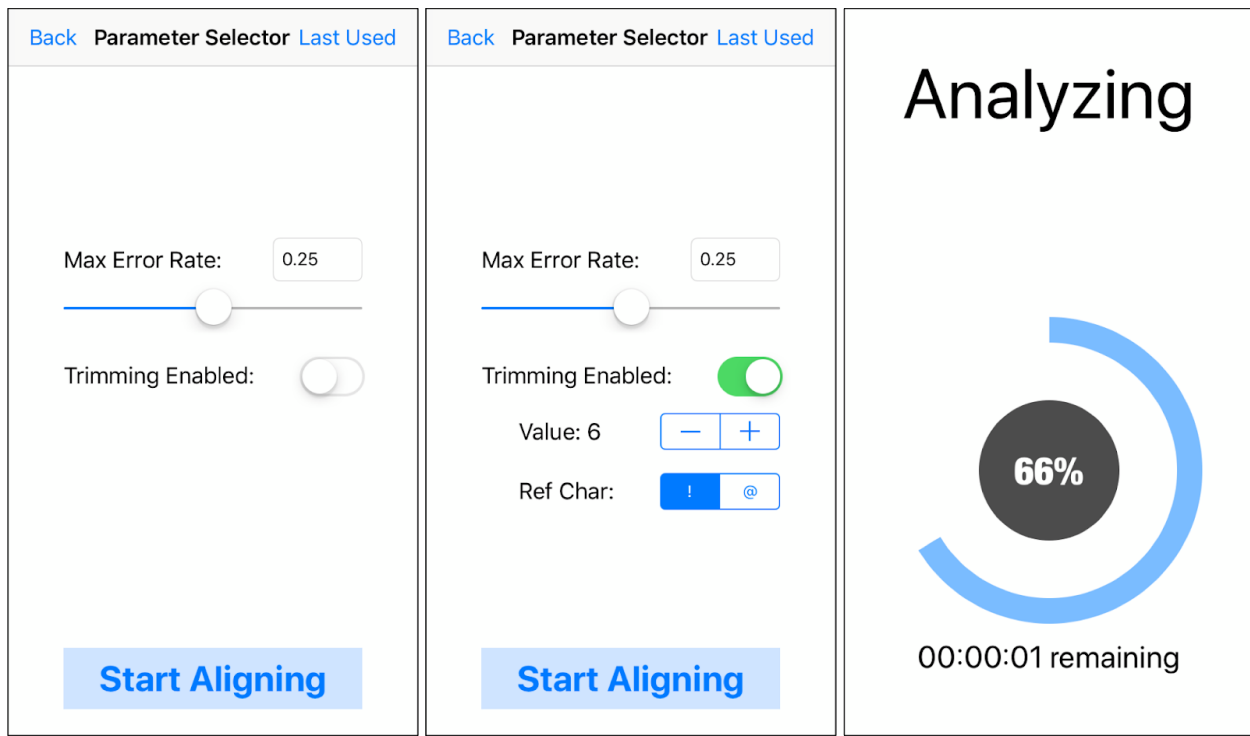 Back Parameter Selector Last Used
Max Error Rate: 0.25
Trimming Enabled:
Start Aligning
Back Parameter Selector Last Used
Max Error Rate: 0.25
Trimming Enabled:
Value: 6 − +
Ref Char: ! @
Start Aligning
Analyzing
66%
00:00:01 remaining